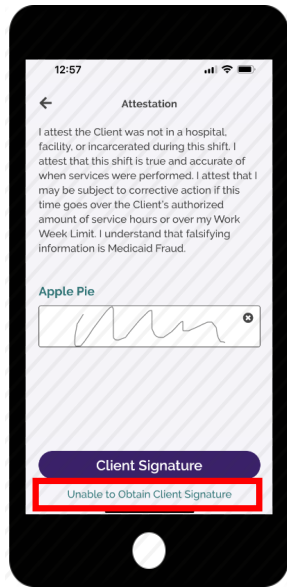 12:57
Attestation
I attest the Client was not in a hospital,
facility, or incarcerated during this shift. I
attest that this shift is true and accurate of
when services were performed. I attest that I
may be subject to corrective action if this
time goes over the Client's authorized
amount of service hours or over my Work
Week Limit. I understand that falsifying
information is Medicaid Fraud.
Apple Pie
Client Signature
Unable to Obtain Client Signature